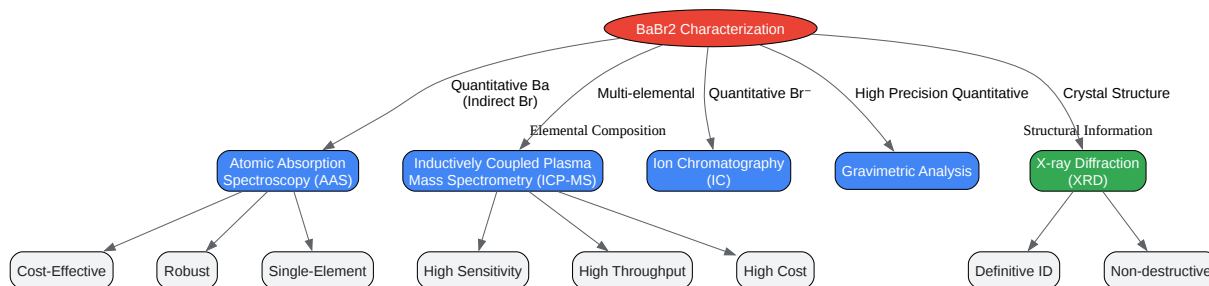 BaBr2 Characterization
Quantitative Ba
(Indirect Br)
Multi-elemental
Quantitative Br⁻
High Precision Quantitative
Crystal Structure
Elemental Composition
Structural Information
Atomic Absorption
Spectroscopy (AAS)
Inductively Coupled Plasma
Mass Spectrometry (ICP-MS)
Ion Chromatography
(IC)
Gravimetric Analysis
X-ray Diffraction
(XRD)
Cost-Effective
Robust
Single-Element
High Sensitivity
High Throughput
High Cost
Definitive ID
Non-destructive